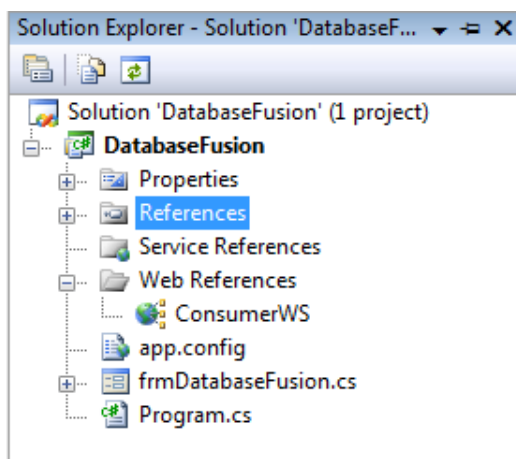 Solution Explorer - Solution 'DatabaseF...
Solution 'DatabaseFusion' (1 project)
DatabaseFusion
Properties
References
Service References
Web References
ConsumerWS
app.config
frmDatabaseFusion.cs
Program.cs